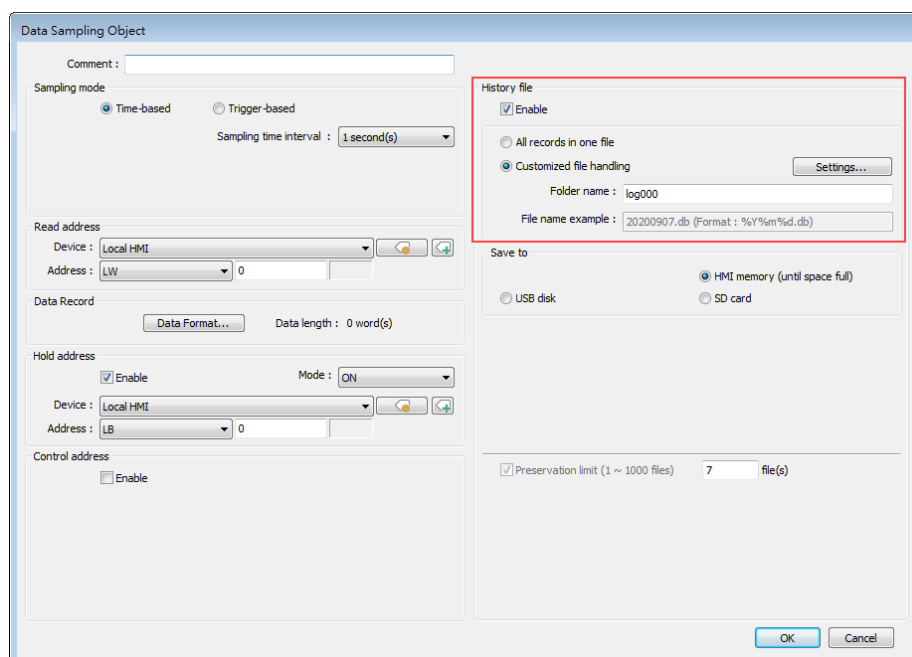 Data Sampling Object
Comment :
Sampling mode
Time-based Trigger-based
Sampling time interval : 1 second(s)
Read address
Device : Local HMI
Address : LW 0
Data Record
Data Format... Data length : 0 word(s)
Hold address
Enable Mode : ON
Device : Local HMI
Address : LB 0
Control address
Enable
History file
Enable
All records in one file
Customized file handling Settings...
Folder name : log000
File name example : 20200907.db (Format : %Y%m%d.db)
Save to
HMI memory (until space full)
USB disk SD card
Preservation limit (1 ~ 1000 files) 7 file(s)
OK Cancel